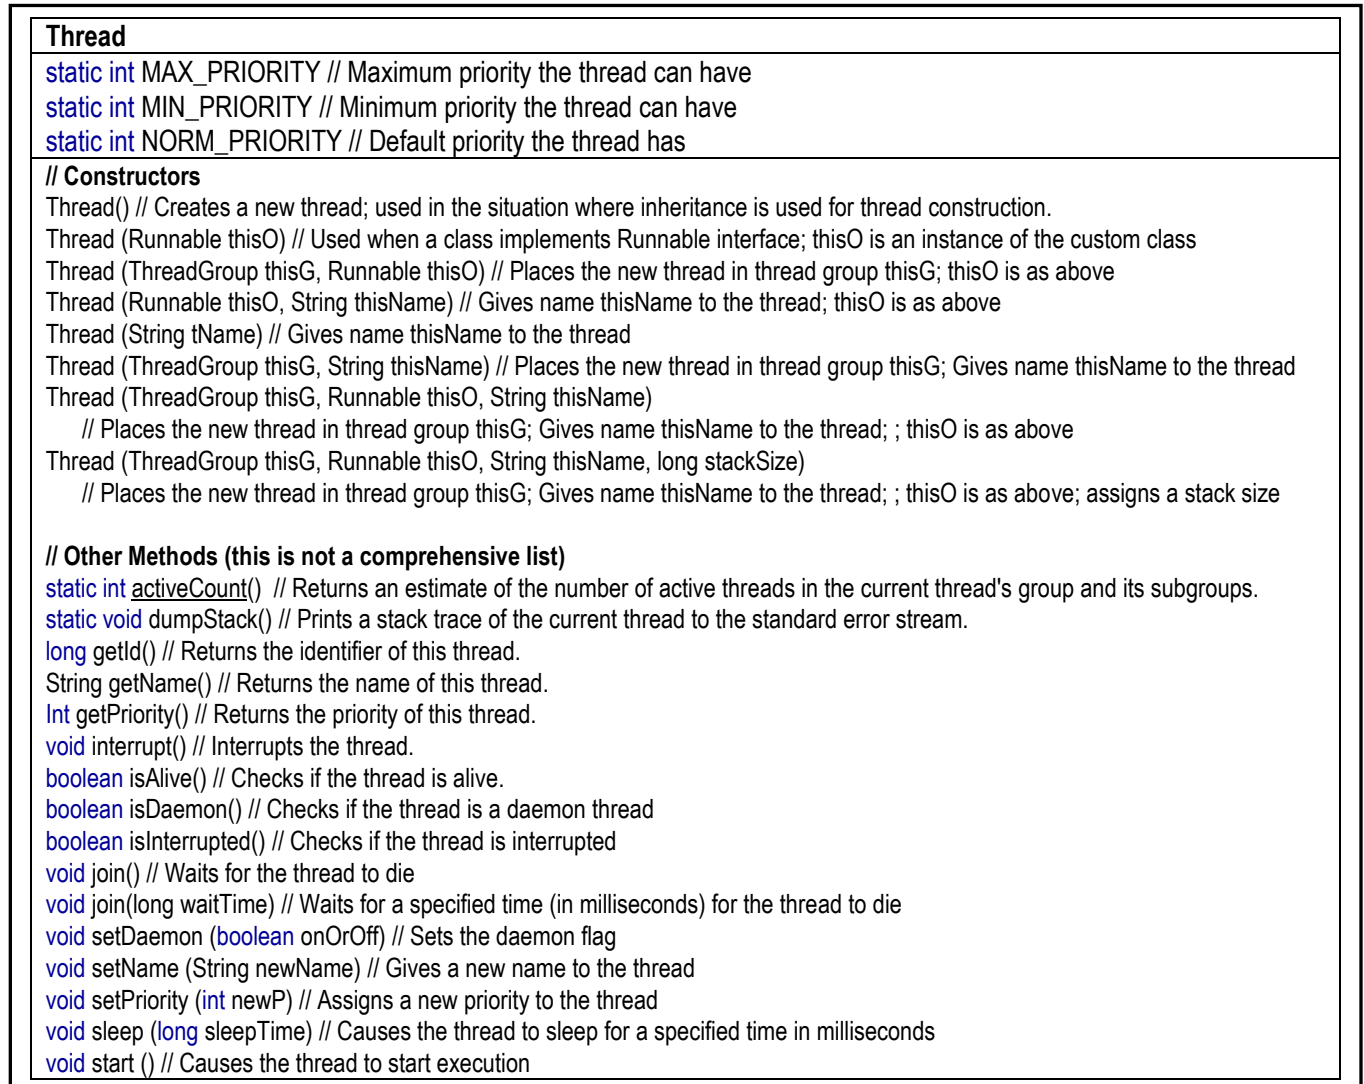 Thread
static int MAX_PRIORITY // Maximum priority the thread can have
static int MIN_PRIORITY // Minimum priority the thread can have
static int NORM_PRIORITY // Default priority the thread has
// Constructors
Thread() // Creates a new thread; used in the situation where inheritance is used for thread construction.
Thread (Runnable thisO) // Used when a class implements Runnable interface; thisO is an instance of the custom class
Thread (ThreadGroup thisG, Runnable thisO) // Places the new thread in thread group thisG; thisO is as above
Thread (Runnable thisO, String thisName) // Gives name thisName to the thread; thisO is as above
Thread (String tName) // Gives name thisName to the thread
Thread (ThreadGroup thisG, String thisName) // Places the new thread in thread group thisG; Gives name thisName to the thread
Thread (ThreadGroup thisG, Runnable thisO, String thisName)
// Places the new thread in thread group thisG; Gives name thisName to the thread; ; thisO is as above
Thread (ThreadGroup thisG, Runnable thisO, String thisName, long stackSize)
// Places the new thread in thread group thisG; Gives name thisName to the thread; ; thisO is as above; assigns a stack size
// Other Methods (this is not a comprehensive list)
static int activeCount() // Returns an estimate of the number of active threads in the current thread's group and its subgroups.
static void dumpStack() // Prints a stack trace of the current thread to the standard error stream.
long getId() // Returns the identifier of this thread.
String getName() // Returns the name of this thread.
Int getPriority() // Returns the priority of this thread.
void interrupt() // Interrupts the thread.
boolean isAlive() // Checks if the thread is alive.
boolean isDaemon() // Checks if the thread is a daemon thread
boolean isInterrupted() // Checks if the thread is interrupted
void join() // Waits for the thread to die
void join(long waitTime) // Waits for a specified time (in milliseconds) for the thread to die
void setDaemon (boolean onOrOff) // Sets the daemon flag
void setName (String newName) // Gives a new name to the thread
void setPriority (int newP) // Assigns a new priority to the thread
void sleep (long sleepTime) // Causes the thread to sleep for a specified time in milliseconds
void start () // Causes the thread to start execution